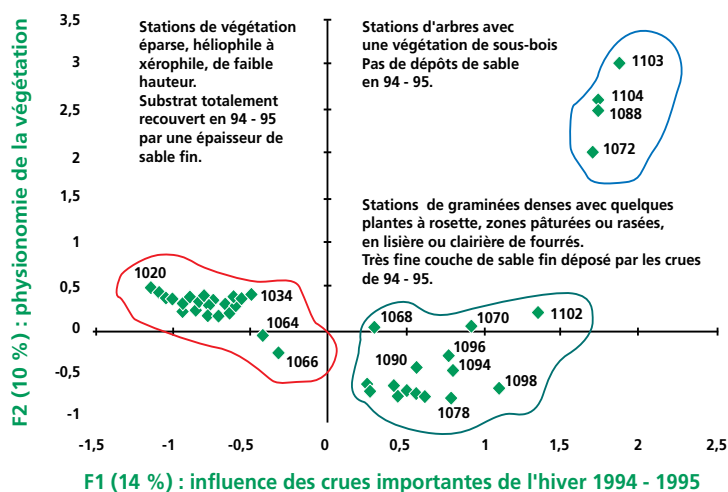 F2 (10 %) : physionomie de la végétation
3,5
3
2,5
2
1,5
1
0,5
0
-0,5
-1
Stations de végétation
éparse, héliophile à
xérophile, de faible
hauteur.
Substrat totalement
recouvert en 94 - 95
par une épaisseur de
sable fin.
Stations d'arbres avec
une végétation de sous-bois
Pas de dépôts de sable
en 94 - 95.
1103
1104
1088
1072
Stations de graminées denses avec quelques
plantes à rosette, zones pâturées ou rasées,
en lisière ou clairière de fourrés.
Très fine couche de sable fin déposé par les crues
de 94 - 95.
1020
1034
1064
1066
1068
1070
1102
1096
1090
1094
1098
1078
-1,5
-1
-0,5
0
0,5
1
1,5
2
2,5
F1 (14 %) : influence des crues importantes de l'hiver 1994 - 1995